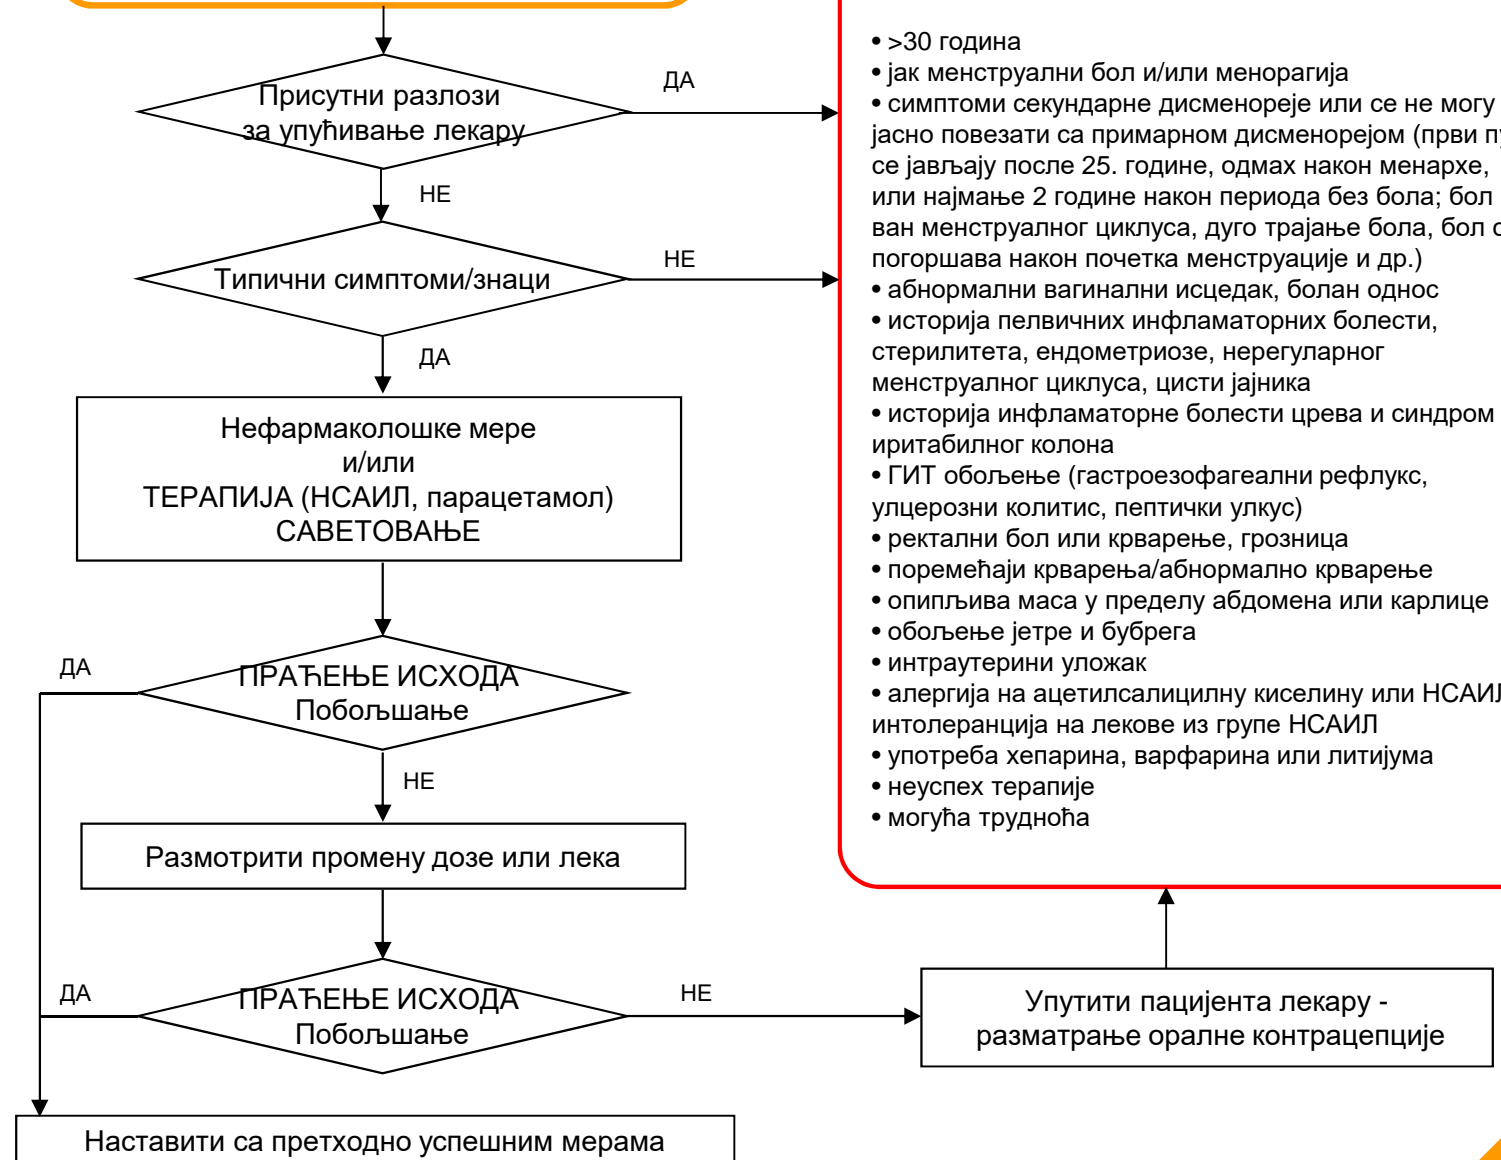 Присутни разлози
за упућивање лекару
ДА
НЕ
Типични симптоми/знаци
НЕ
ДА
Нефармаколошке мере
и/или
ТЕРАПИЈА (НСАИЛ, парацетамол)
САВЕТОВАЊЕ
ДА
ПРАЋЕЊЕ ИСХОДА
Побољшање
НЕ
Размотрити промену дозе или лека
ДА
ПРАЋЕЊЕ ИСХОДА
Побољшање
НЕ
Упутити пацијента лекару -
разматрање оралне контрацепције
Наставити са претходно успешним мерама
• >30 година
• јак менструални бол и/или менорагија
• симптоми секундарне дисменореје или се не могу
јасно повезати са примарном дисменорејом (први
се јављају после 25. године, одмах након менархе,
или најмање 2 године након периода без бола; бол
ван менструалног циклуса, дуго трајање бола, бол
погоршава након почетка менструације и др.)
• абнормални вагинални исцедак, болан однос
• историја пелвичних инфламаторних болести,
стерилитета, ендометриозе, нерегуларног
менструалног циклуса, цисти јајника
• историја инфламаторне болести црева и синдром
иритабилног колона
• ГИТ обољење (гастроезофагеални рефлукс,
улцерозни колитис, пептички улкус)
• ректални бол или крварење, грозница
• поремећаји крварења/абнормално крварење
• опипљива маса у пределу абдомена или карлице
• обољење јетре и бубрега
• интраутерини уложак
• алергија на ацетилсалицилну киселину или НСАИЛ
интолеранција на лекове из групе НСАИЛ
• употреба хепарина, варфарина или литијума
• неуспех терапије
• могућа трудноћа